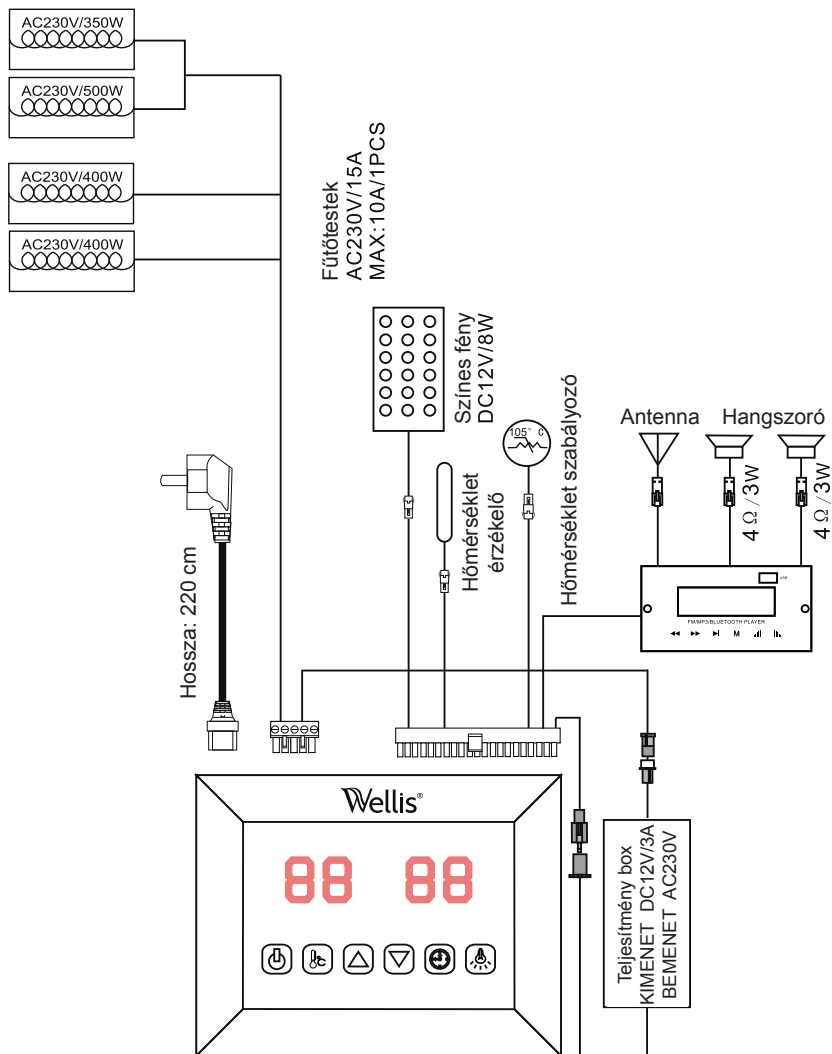 AC230V/350W
AC230V/500W
AC230V/400W
AC230V/400W
Fűtőtestek
AC230V/15A
MAX:10A/1PCS
Színes fény
DC12V/8W
105° C
Hőmérséklet szabályozó
Hőmérséklet
érzékelő
Antenna
Hangszoró
4 Ω/3W
4 Ω/3W
USB
FM/MP3/BLUETOOTH PLAYER
M
Hossza: 220 cm
Wellis®
88 88
°C
Teljesítmény box
KIMENET DC12V/3A
BEMENET AC230V